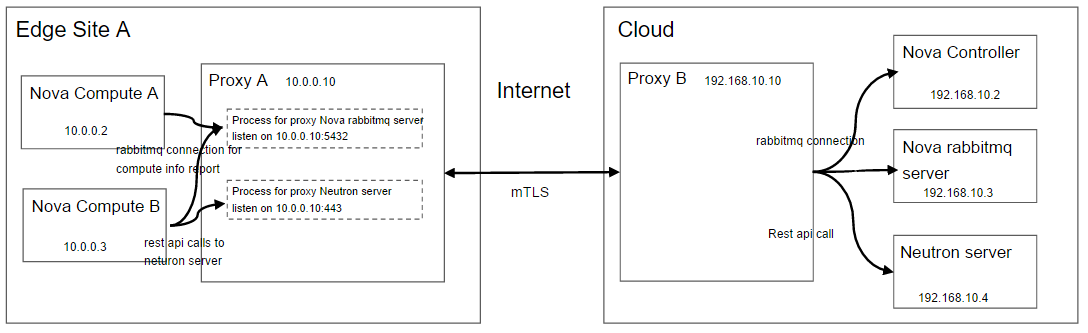 Edge Site A
Nova Compute A
10.0.0.2
Nova Compute B
10.0.0.3
rabbitmq connection for
compute info report
rest api calls to
neturon server
Proxy A
10.0.0.10
Process for proxy Nova rabbitmq server
listen on 10.0.0.10:5432
Process for proxy Neutron server
listen on 10.0.0.10:443
Internet
mTLS
Cloud
Proxy B
192.168.10.10
rabbitmq connection
Rest api call
Nova Controller
192.168.10.2
Nova rabbitmq
server
192.168.10.3
Neutron server
192.168.10.4